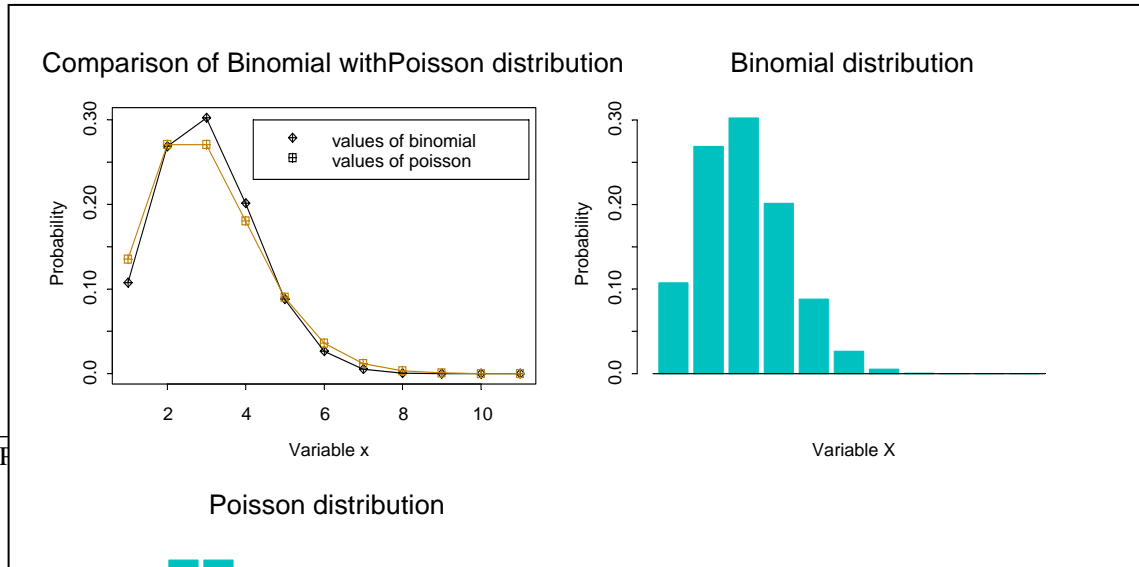 Comparison of Binomial withPoisson distribution
Probability
0.0 0.10 0.20 0.30
values of binomial
values of poisson
2 4 6 8 10
Variable x
Binomial distribution
Probability
0.0 0.10 0.20 0.30
Variable X
Poisson distribution